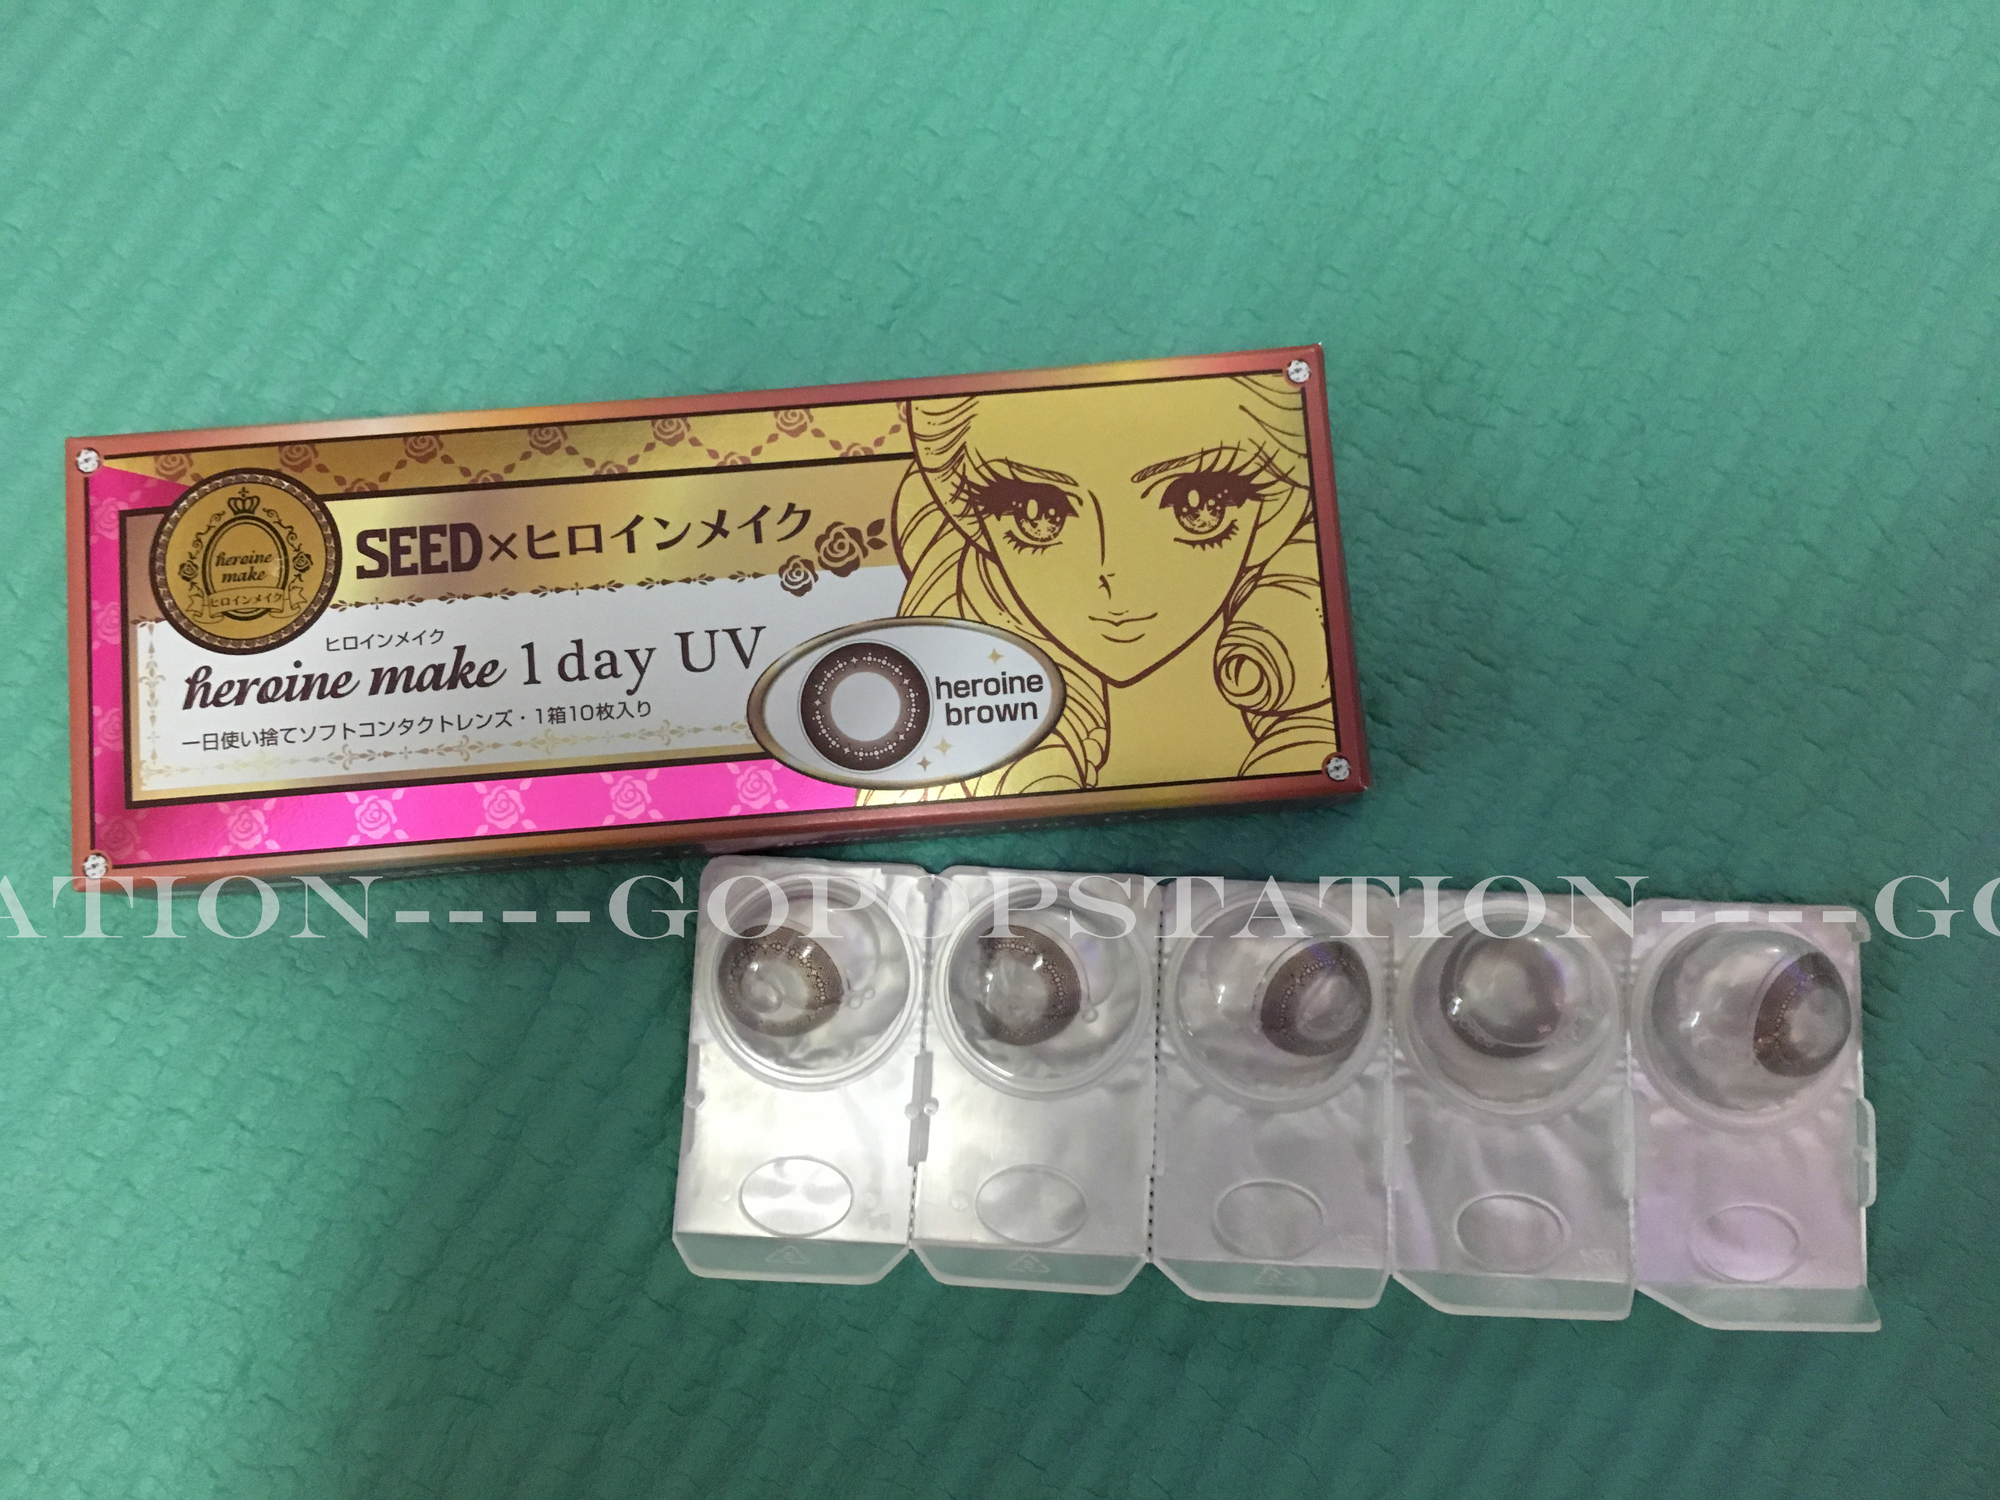 SEED×ヒロインメイク
heroine
make
ヒロインメイク
ヒロインメイク
heroine make 1 day UV
一日使い捨てソフトコンタクトレンズ・1箱10枚入り
heroine
brown
ATION----GOPOPSTATION----GO